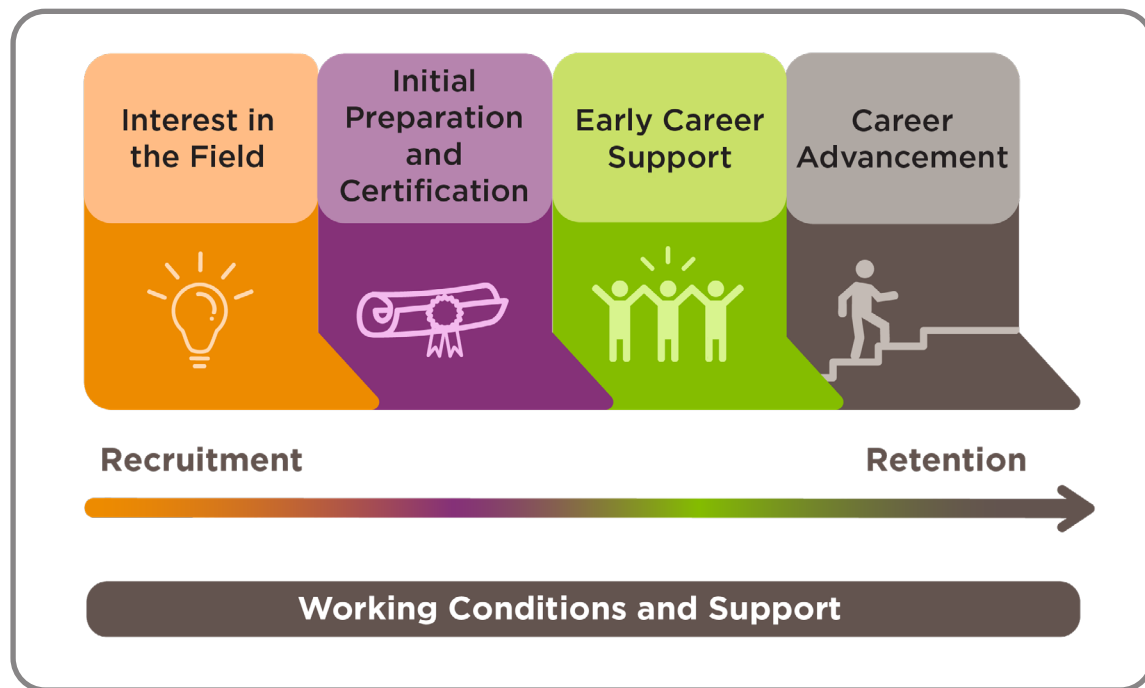 Interest in
the Field
Initial
Preparation
and
Certification
Early Career
Support
Career
Advancement
Recruitment
Retention
Working Conditions and Support